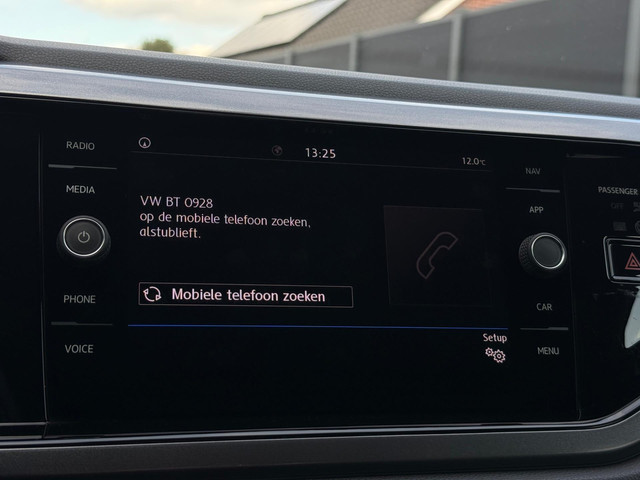 RADIO
MEDIA
PHONE
VOICE
13:25
12.0°C
VW BT 0928
op de mobiele telefoon zoeken,
alstublieft.
Mobiele telefoon zoeken
Setup
NAV
APP
CAR
MENU
PASSENGER
OFF